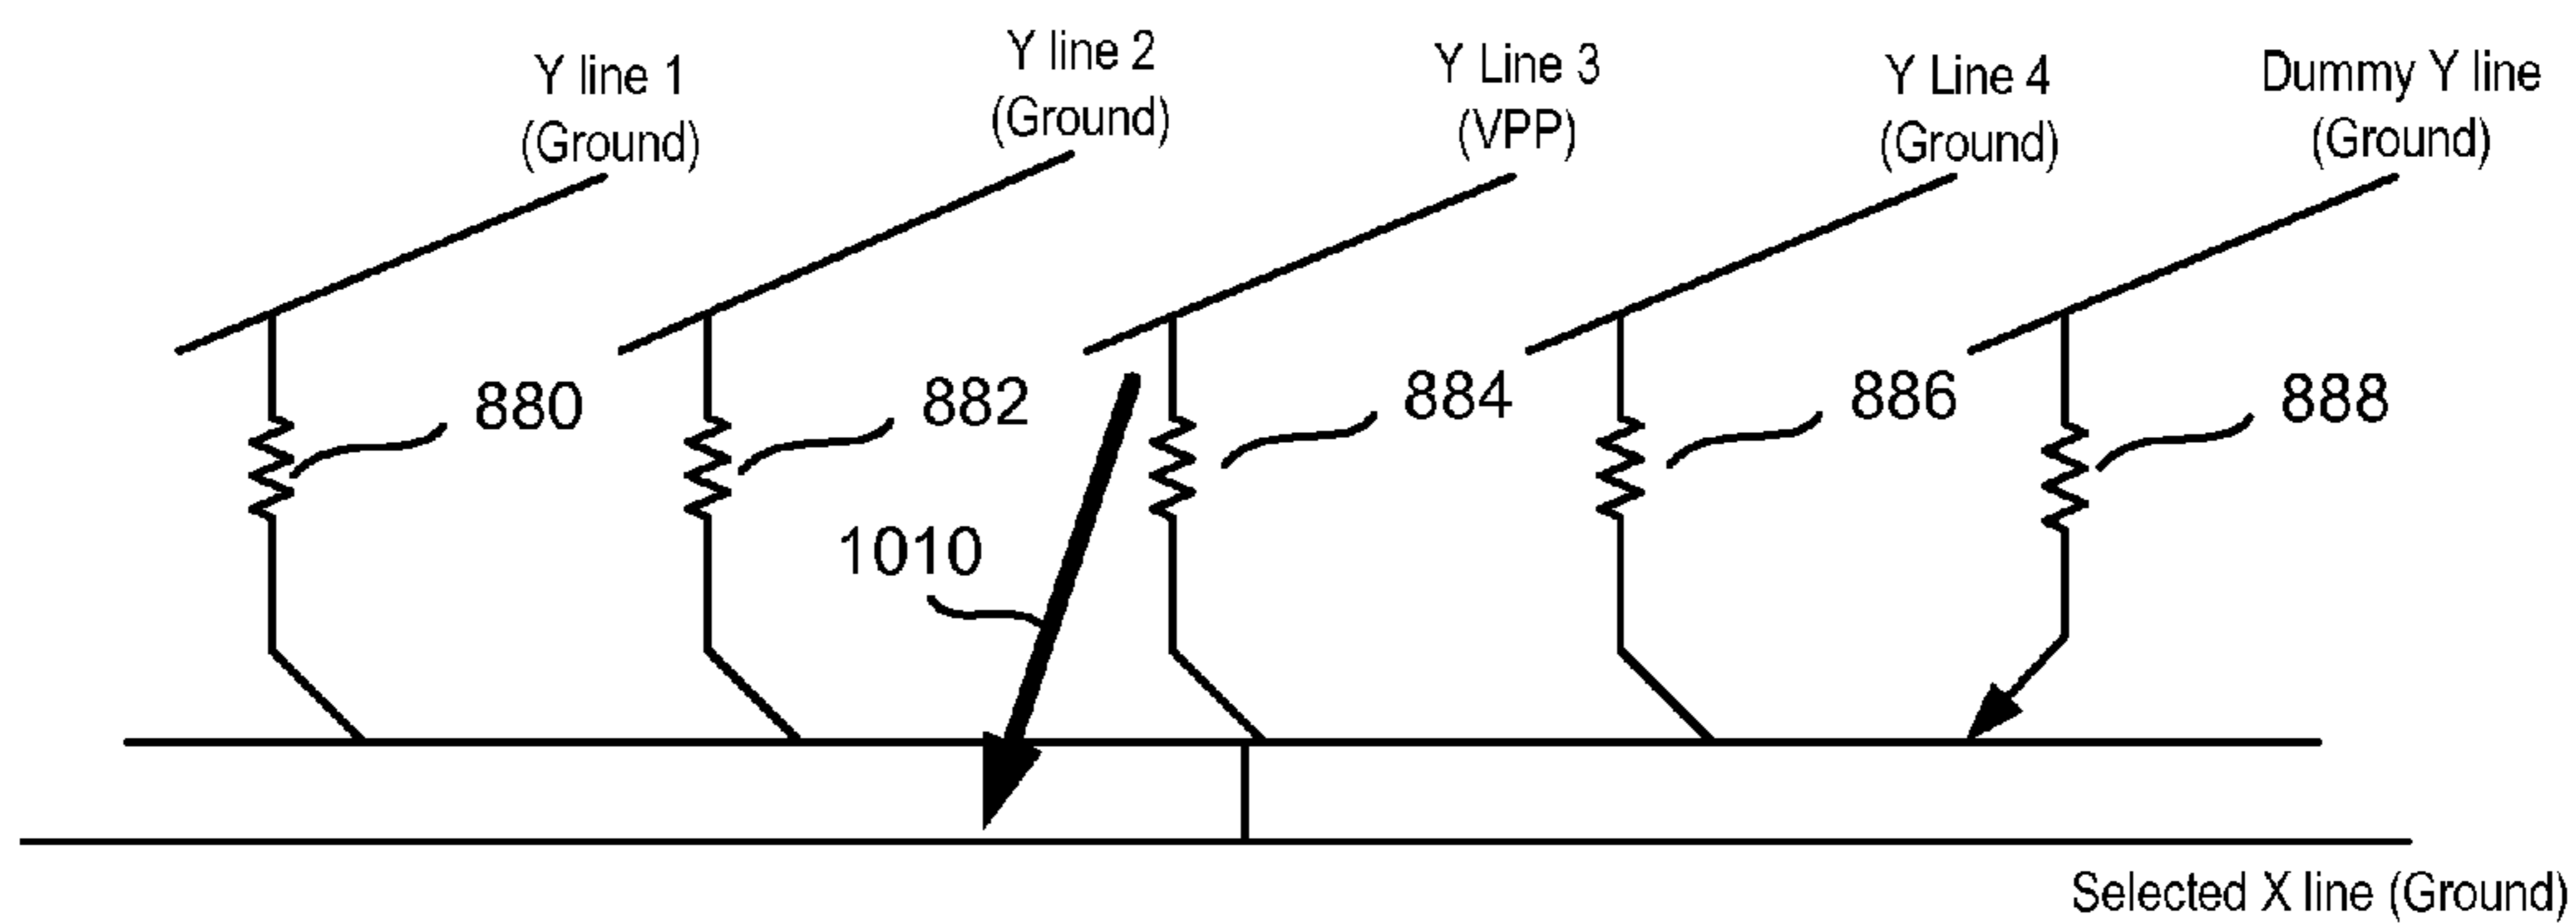 Y line 1
(Ground)
Y line 2
(Ground)
Y Line 3
(VPP)
Y Line 4
(Ground)
Dummy Y line
(Ground)
880
882
884
886
888
1010
Selected X line (Ground)